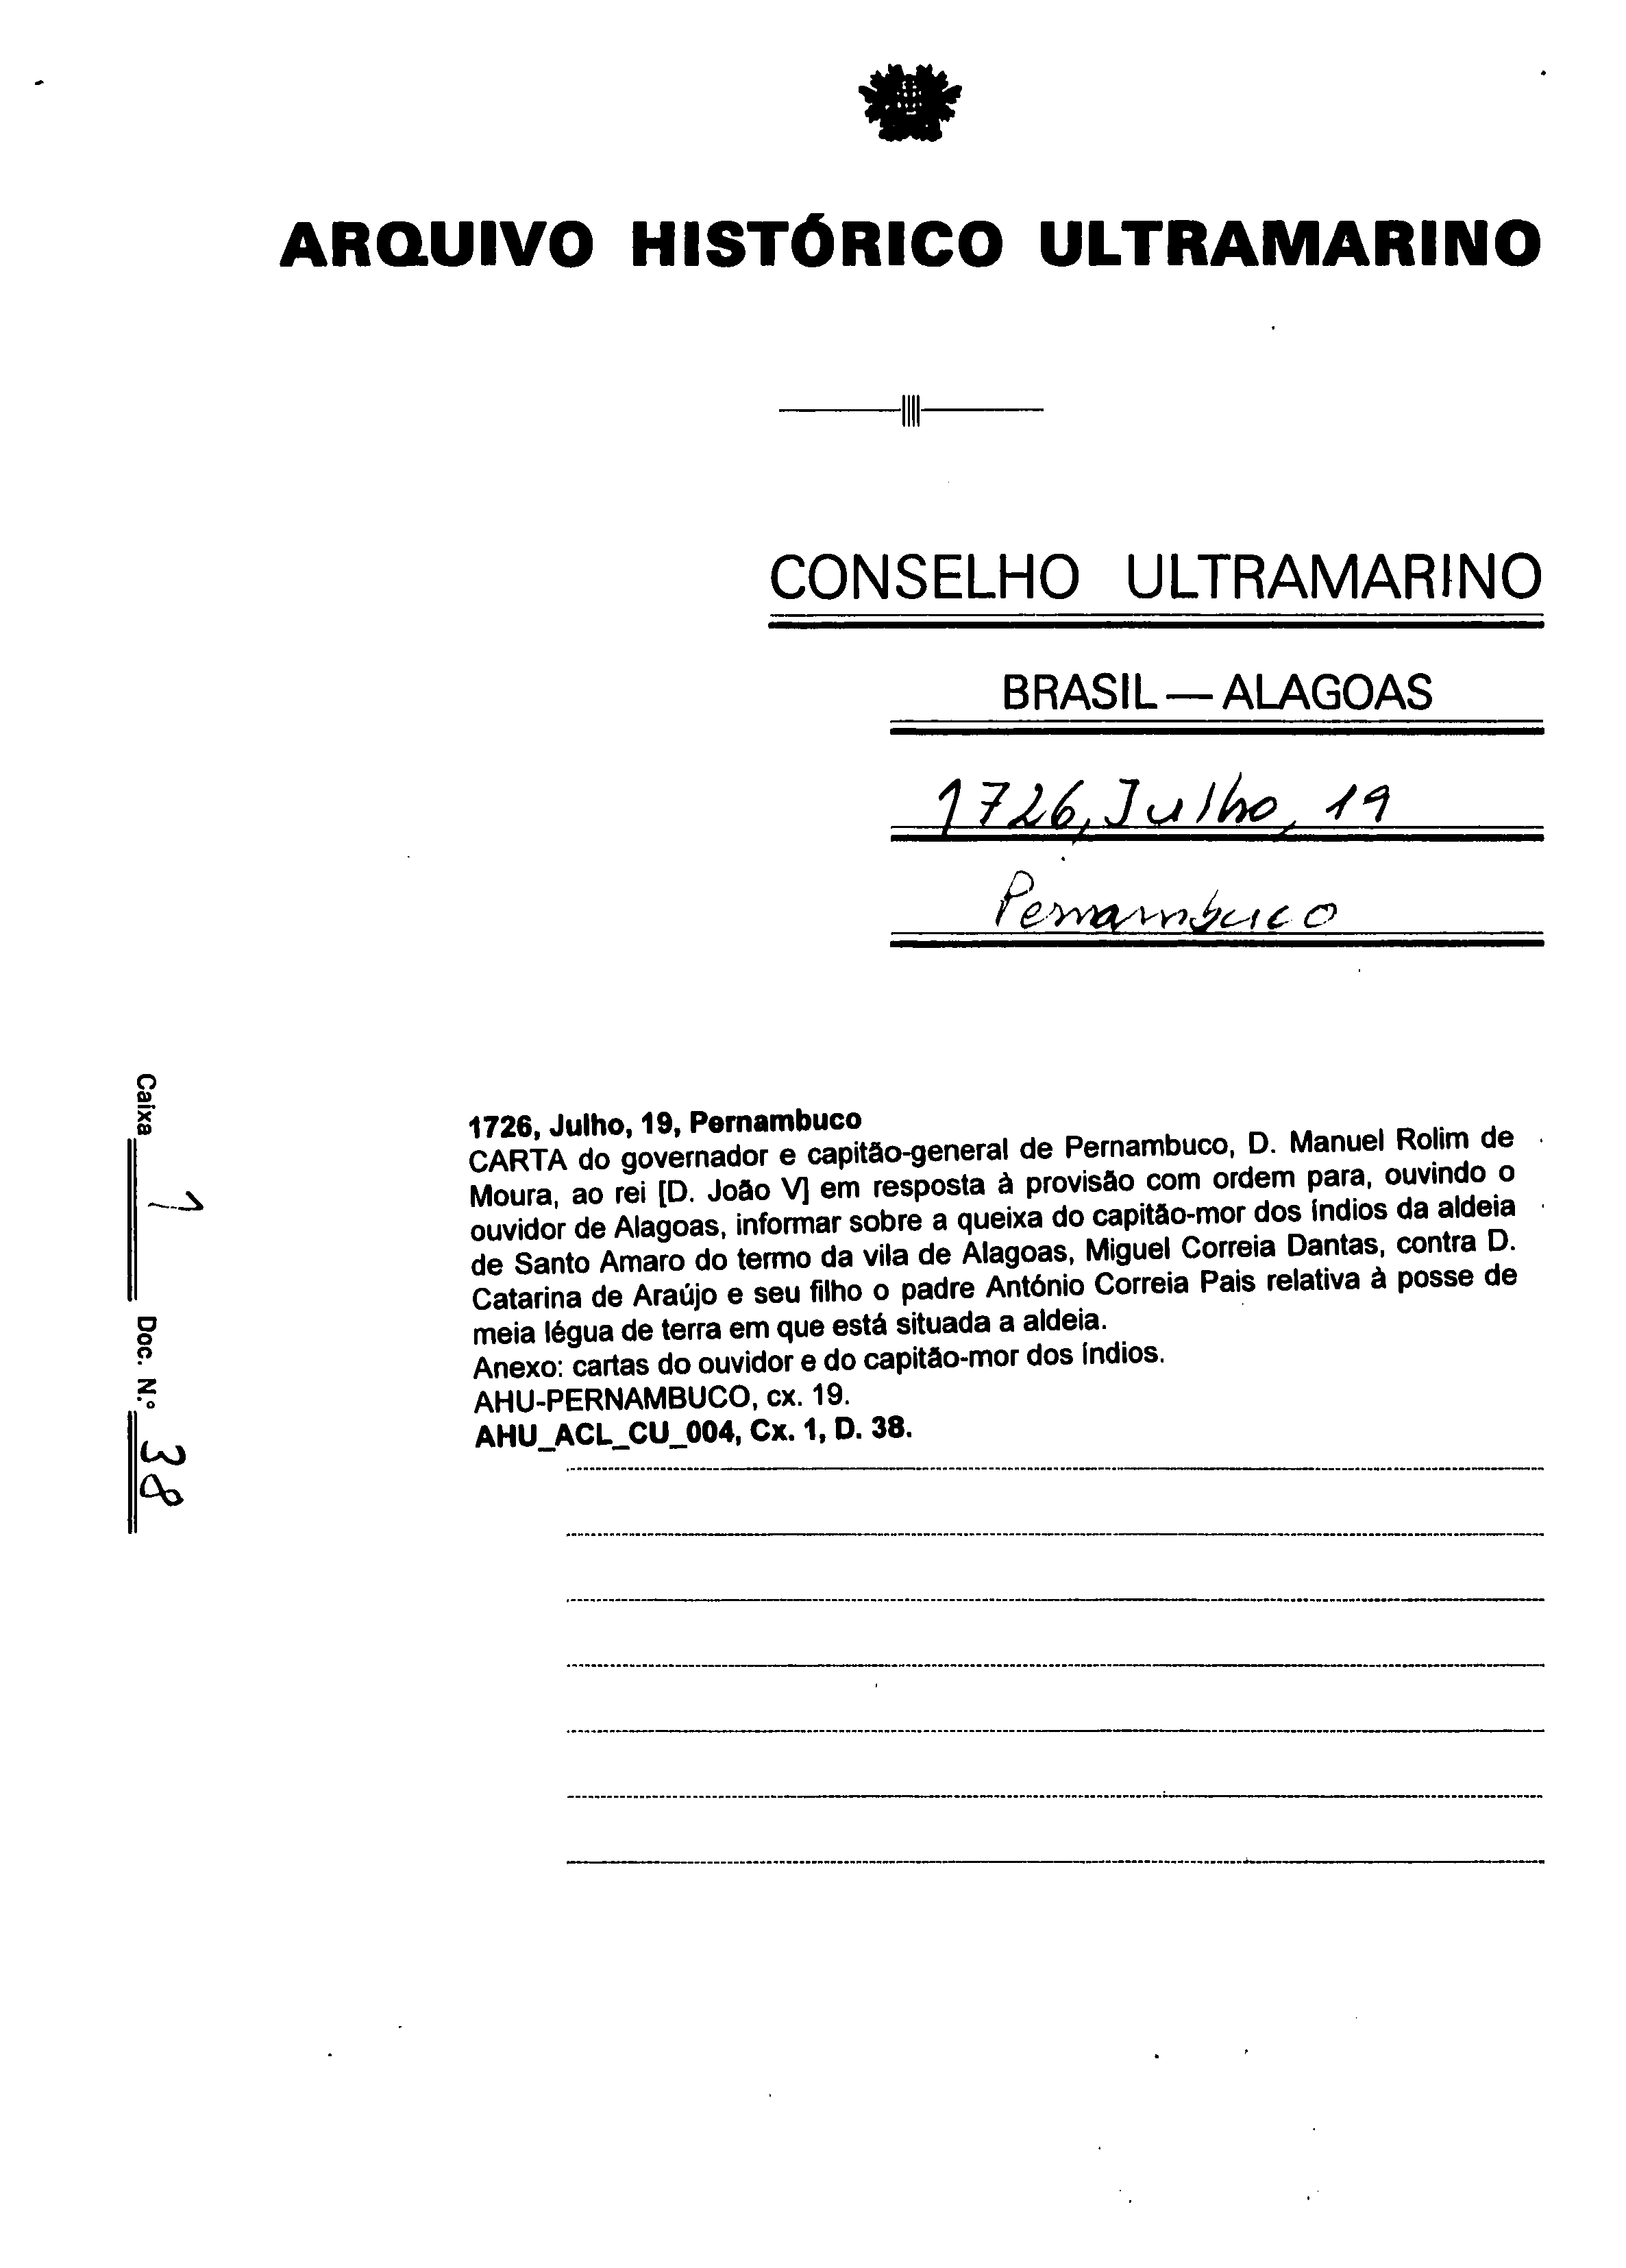 ARQUIVO HISTÓRICO ULTRAMARINO
CONSELHO ULTRAMARINO
BRASIL — ALAGOAS
1726, Julho, 19
Pernambuco
Caixa 1 Doc. N.º 38
1726, Julho, 19, Pernambuco
CARTA do governador e capitão-general de Pernambuco, D. Manuel Rolim de
Moura, ao rei [D. João V] em resposta à provisão com ordem para, ouvindo o
ouvidor de Alagoas, informar sobre a queixa do capitão-mor dos índios da aldeia
de Santo Amaro do termo da vila de Alagoas, Miguel Correia Dantas, contra D.
Catarina de Araújo e seu filho o padre António Correia Pais relativa à posse de
meia légua de terra em que está situada a aldeia.
Anexo: cartas do ouvidor e do capitão-mor dos índios.
AHU-PERNAMBUCO, cx. 19.
AHU_ACL_CU_004, Cx. 1, D. 38.